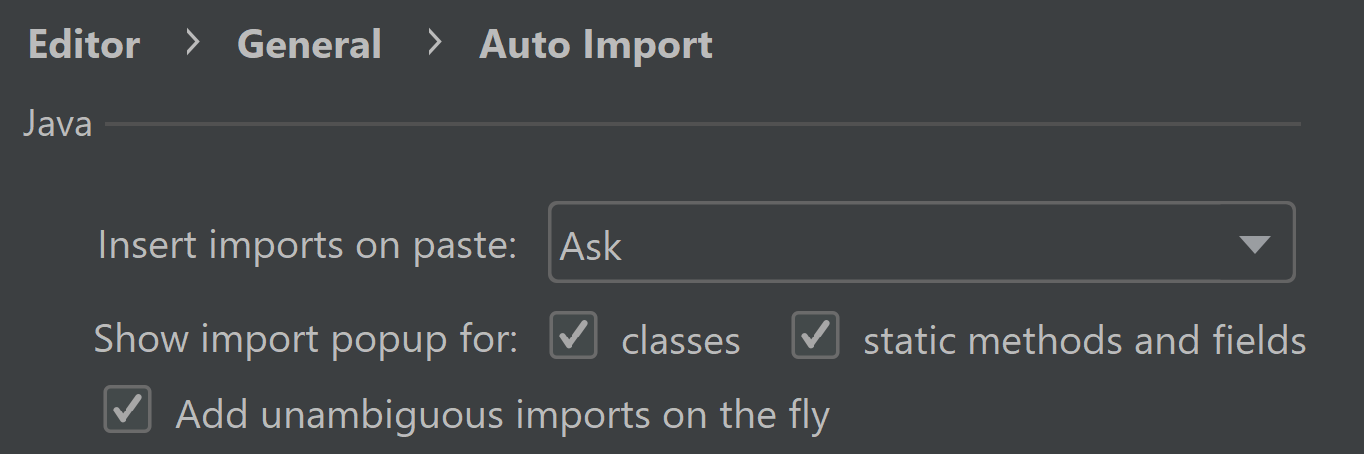 Editor > General > Auto Import
Java
Insert imports on paste: Ask
Show import popup for: classes static methods and fields
Add unambiguous imports on the fly